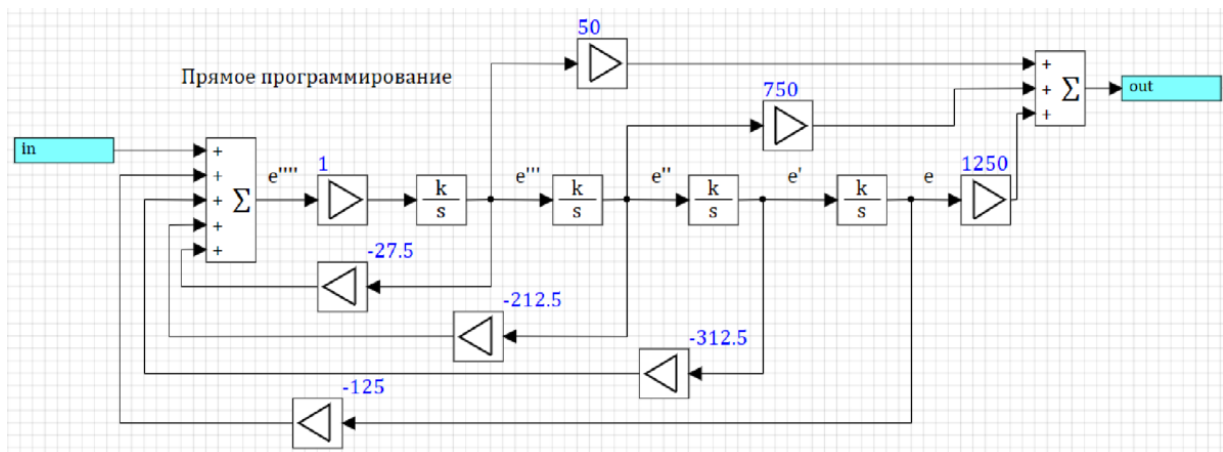 50
Прямое программирование
750
out
in
e''''
1
e'''
e''
e'
e
1250
k
s
k
s
k
s
k
s
Σ
Σ
+
+
+
+
+
+
+
+
-27.5
-212.5
-312.5
-125